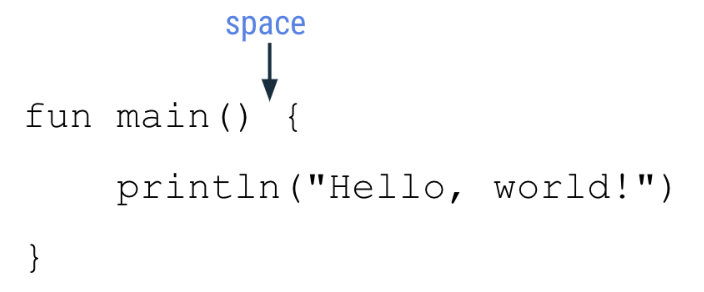 space
fun main() {
    println("Hello, world!")
}